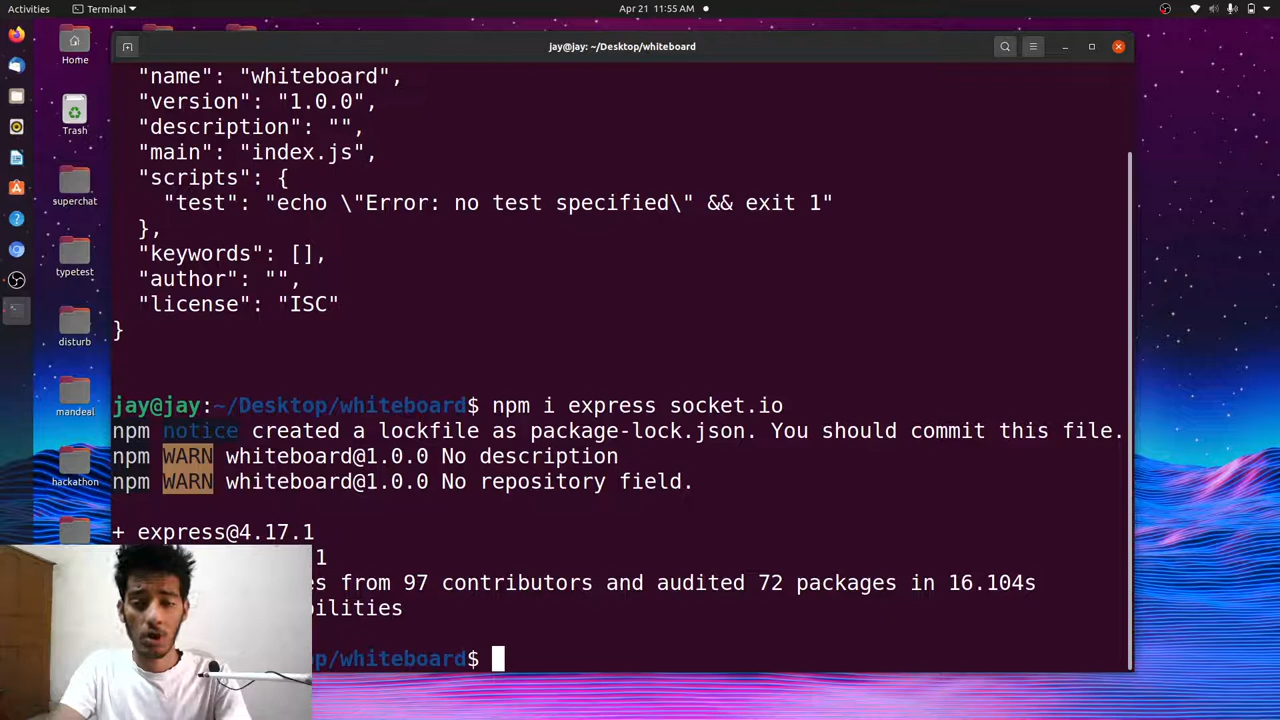 Activities
Terminal
Apr 21 11:55 AM
jay@jay: ~/Desktop/whiteboard
Home
Trash
superchat
typetest
disturb
mandeal
hackathon
"name": "whiteboard",
"version": "1.0.0",
"description": "",
"main": "index.js",
"scripts": {
"test": "echo \"Error: no test specified\" && exit 1"
},
"keywords": [],
"author": "",
"license": "ISC"
}
jay@jay:~/Desktop/whiteboard$ npm i express socket.io
npm notice created a lockfile as package-lock.json. You should commit this file.
npm WARN whiteboard@1.0.0 No description
npm WARN whiteboard@1.0.0 No repository field.
+ express@4.17.1
1
es from 97 contributors and audited 72 packages in 16.104s
bilities
op/whiteboard$